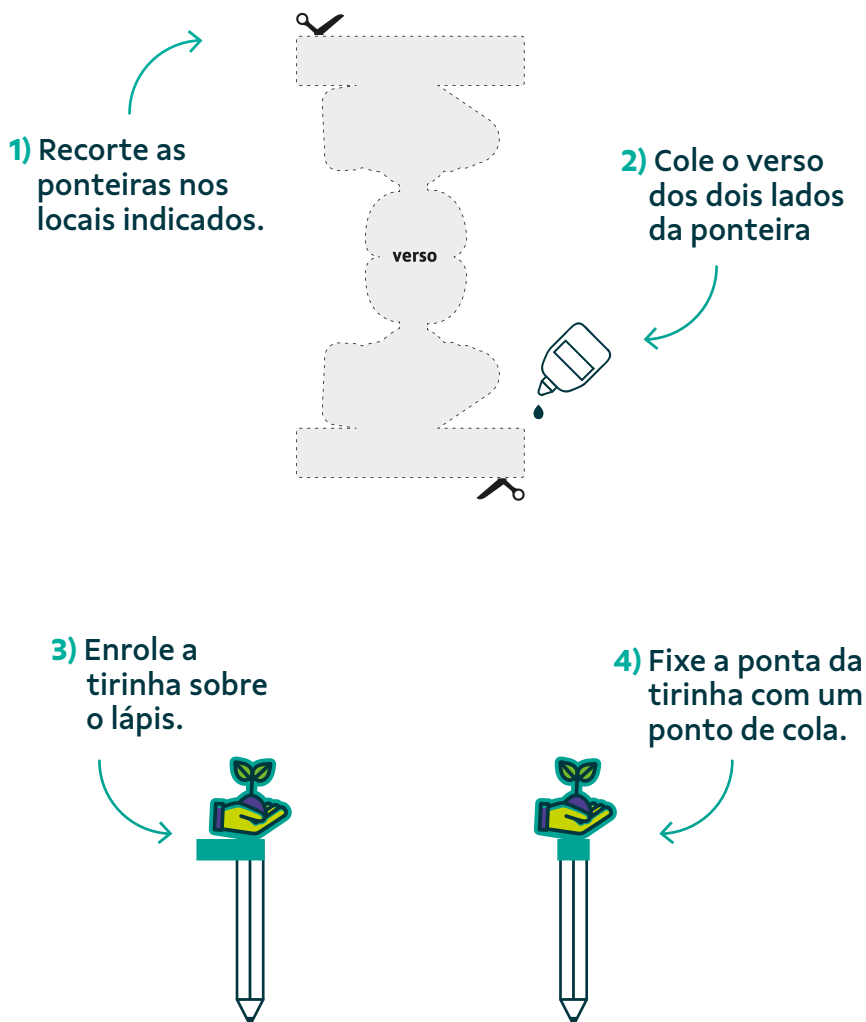 1) Recorte as
ponteiras nos
locais indicados.
verso
2) Cole o verso
dos dois lados
da ponteira
3) Enrole a
tirinha sobre
o lápis.
4) Fixe a ponta da
tirinha com um
ponto de cola.